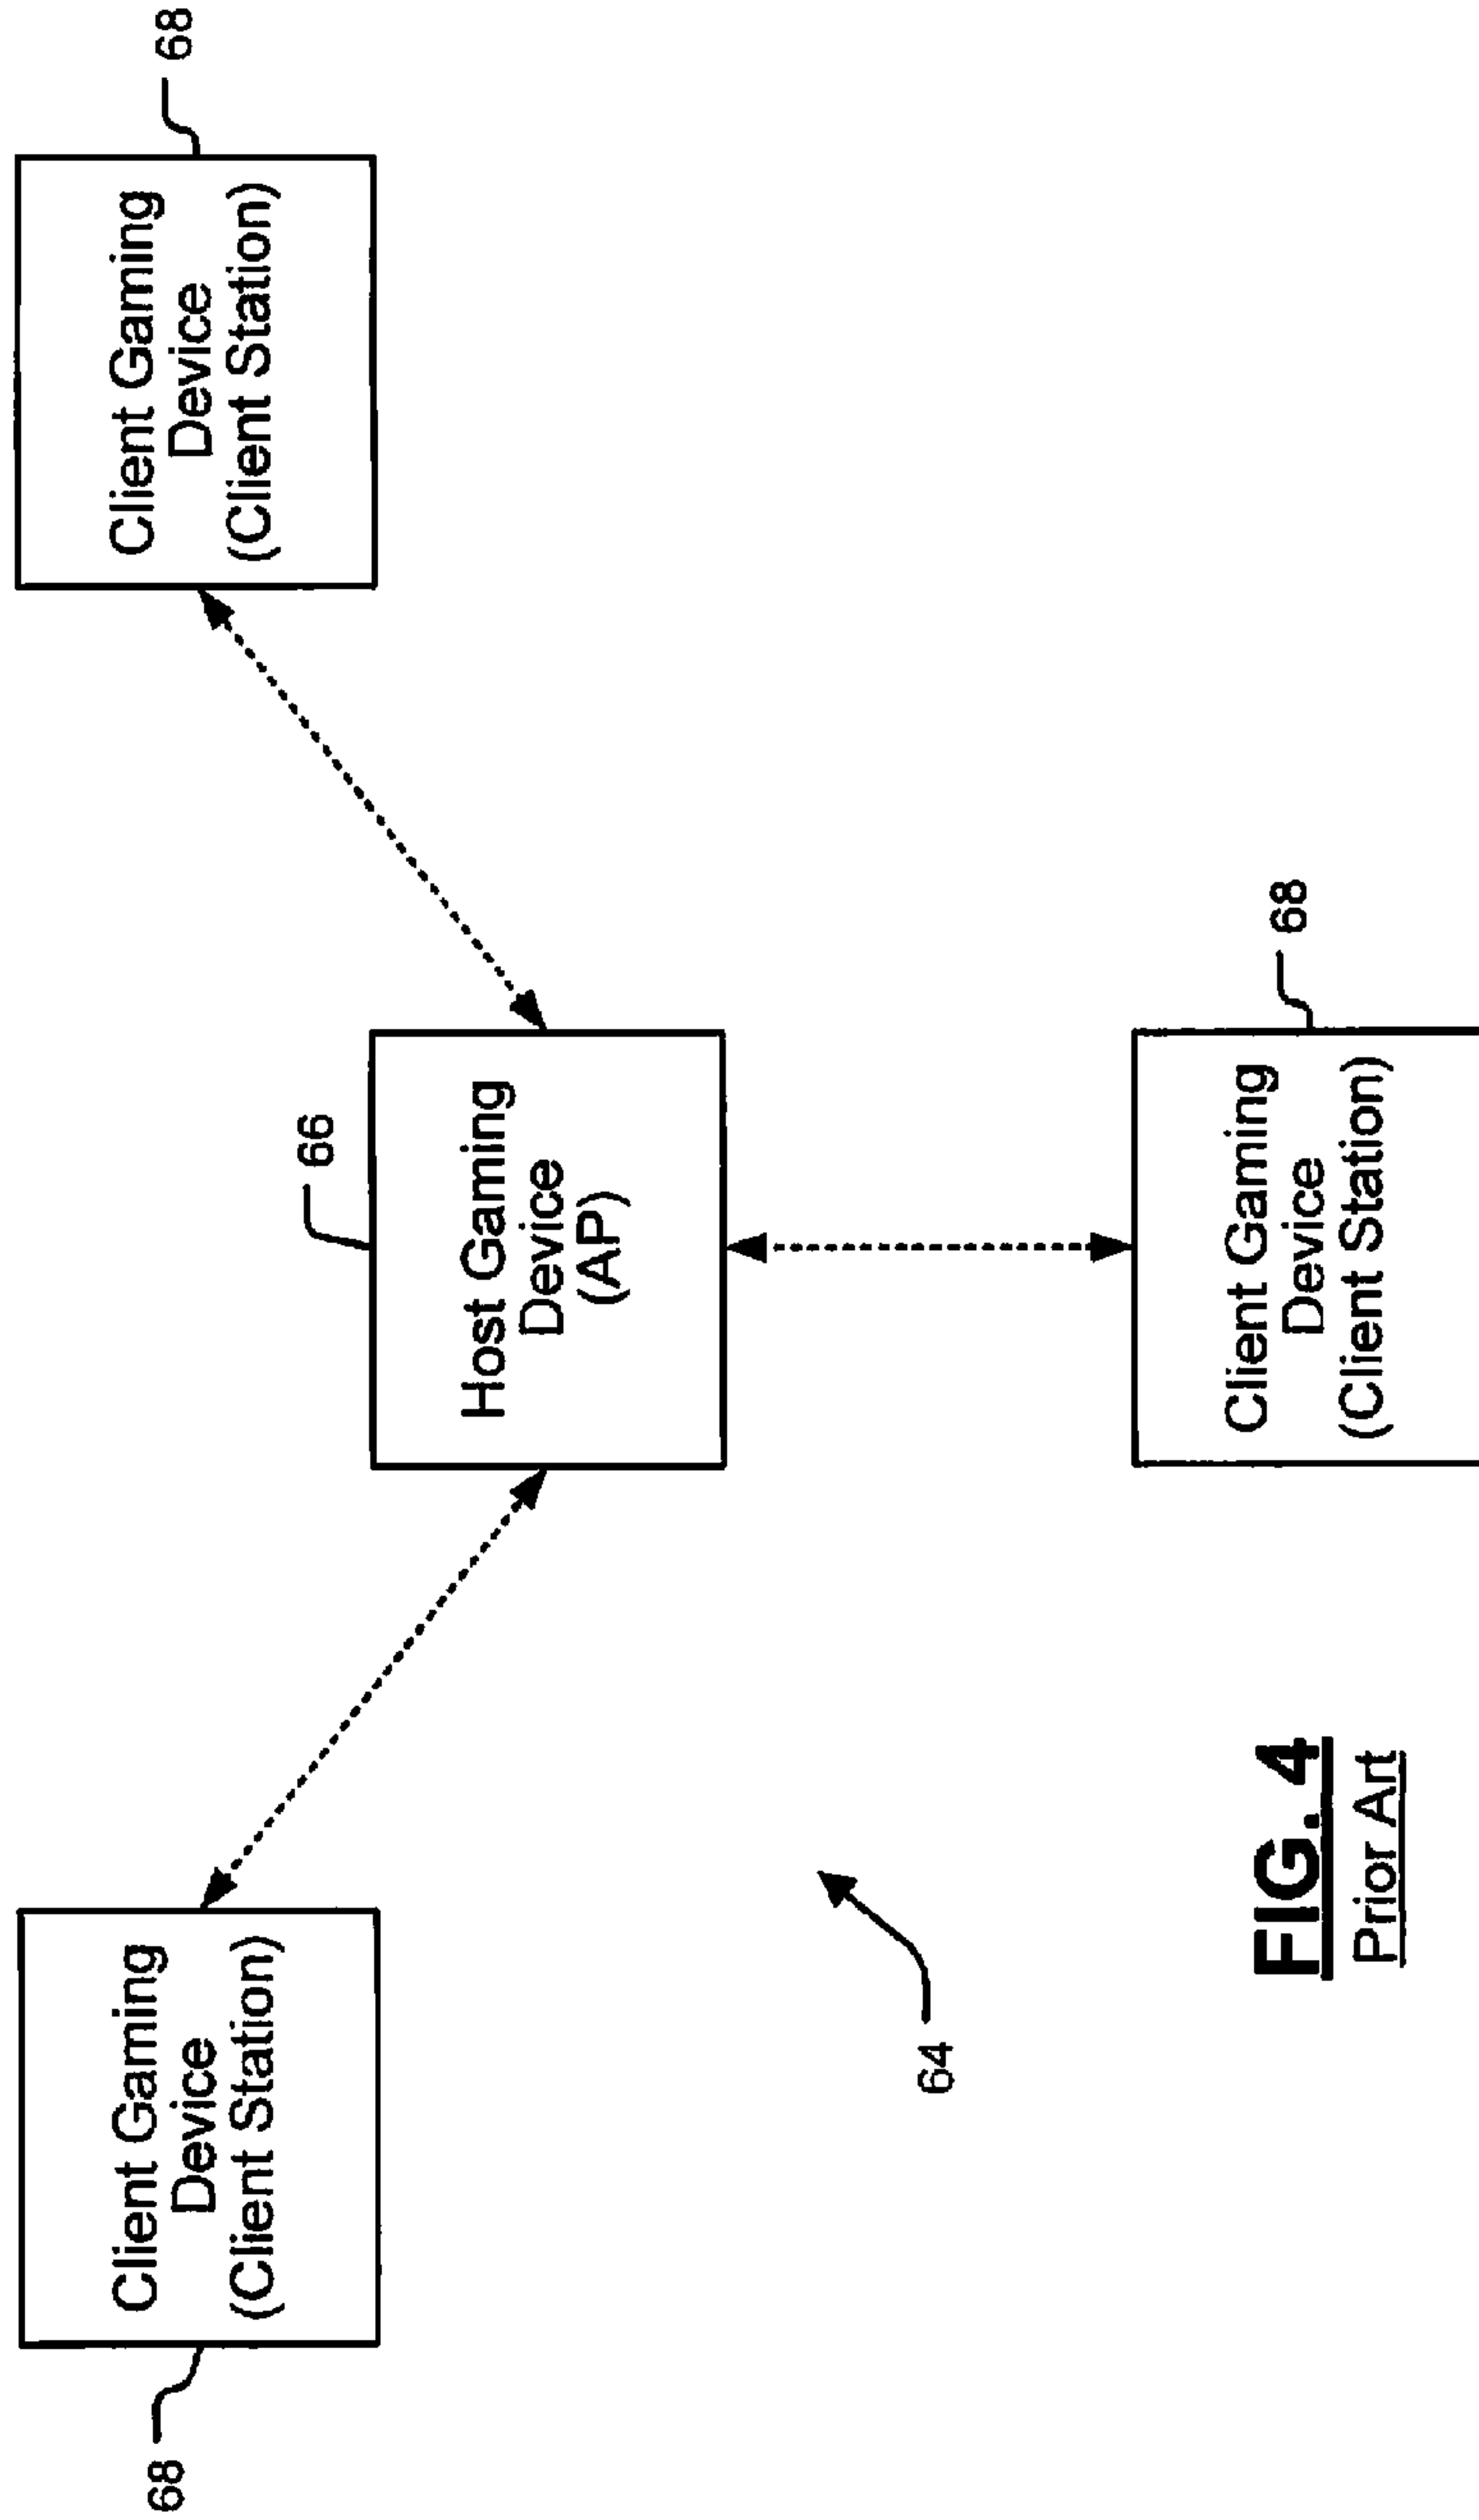 68
Client Gaming
Device
(Client Station)
Client Gaming
Device
(Client Station)
68
66
Host Gaming
Device
(AP)
64
68
Client Gaming
Device
(Client Station)
FIG. 4
Prior Art